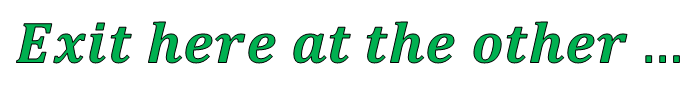 Exit here at the other ...